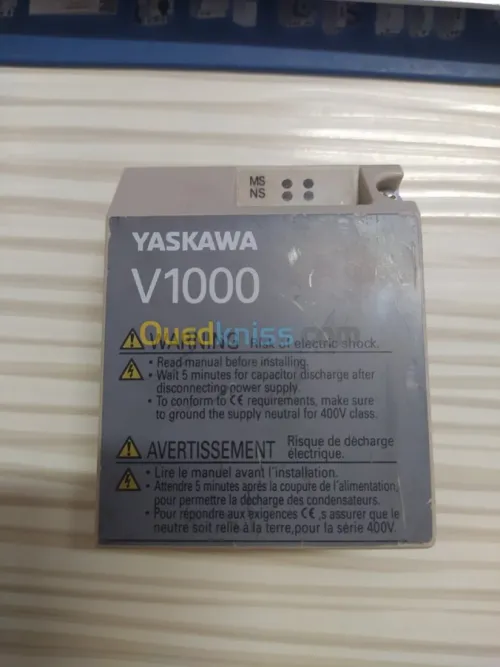 MS
NS
YASKAWA
V1000
Ouedkniss.com
WARNING Risk of electric shock.
• Read manual before installing.
• Wait 5 minutes for capacitor discharge after
disconnecting power supply.
• To conform to CE requirements, make sure
to ground the supply neutral for 400V class.
AVERTISSEMENT Risque de décharge
électrique.
• Lire le manuel avant l'installation.
• Attendre 5 minutes après la coupure de l'alimentation,
pour permettre la décharge des condensateurs.
• Pour répondre aux exigences CE ,s assurer que le
neutre soit relié à la terre,pour la série 400V.